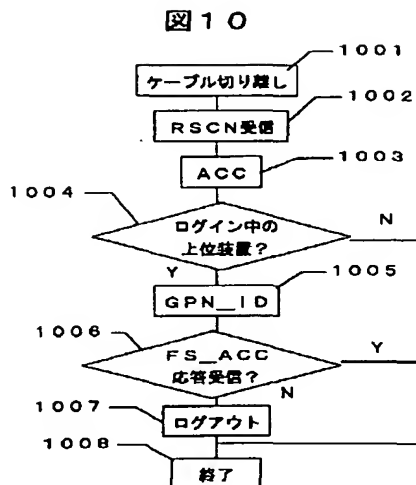 図10
1001
ケーブル切り離し
1002
RSCN受信
1003
ACC
1004
ログイン中の
上位装置?
N
Y
1005
GPN__ID
1006
FS__ACC
応答受信?
Y
N
1007
ログアウト
1008
終了